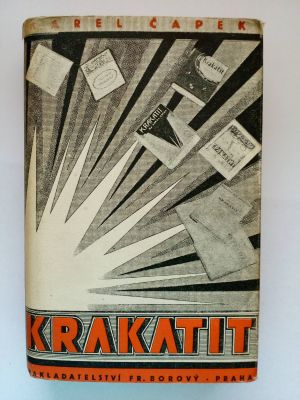 KAREL ČAPEK
Krakatit
KRAKATIT
KRAKATIT
NAKLADATELSTVÍ FR. BOROVÝ - PRAHA